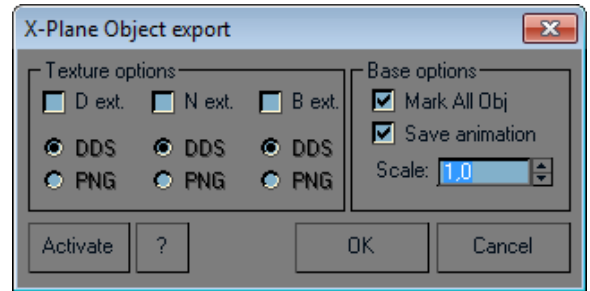 X-Plane Object export
Texture options
D ext. N ext. B ext.
DDS DDS DDS
PNG PNG PNG
Base options
Mark All Obj
Save animation
Scale: 1,0
Activate ? OK Cancel